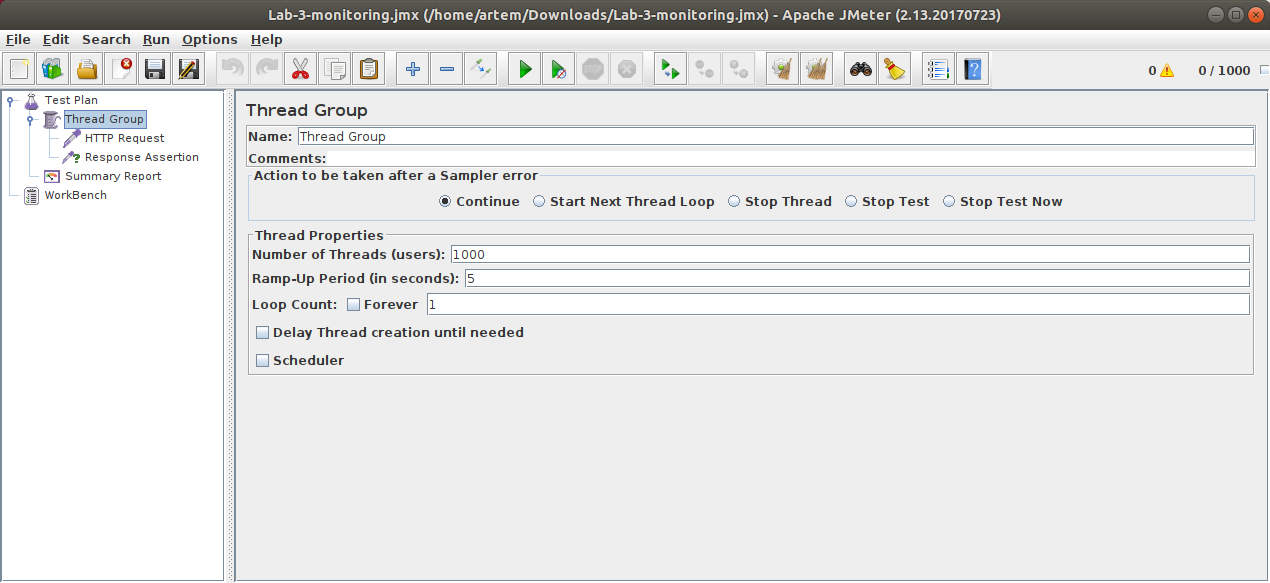 Lab-3-monitoring.jmx (/home/artem/Downloads/Lab-3-monitoring.jmx) - Apache JMeter (2.13.20170723)
File Edit Search Run Options Help
STOP 0 0 / 1000
Test Plan
Thread Group
HTTP Request
Response Assertion
Summary Report
WorkBench
Thread Group
Name: Thread Group
Comments:
Action to be taken after a Sampler error
Continue Start Next Thread Loop Stop Thread Stop Test Stop Test Now
Thread Properties
Number of Threads (users): 1000
Ramp-Up Period (in seconds): 5
Loop Count: Forever 1
Delay Thread creation until needed
Scheduler